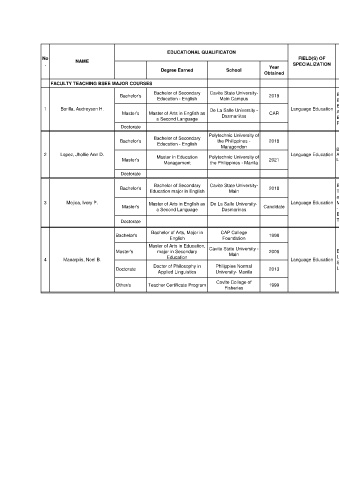 No
.
NAME
EDUCATIONAL QUALIFICATON
FIELD(S) OF
SPECIALIZATION
Degree Earned
School
Year
Obtained
FACULTY TEACHING BSEE MAJOR COURSES
1
Bonilla, Audreyson H.
Bachelor's
Bachelor of Secondary
Education - English
Cavite State University-
Main Campus
2018
Master's
Master of Arts in English as
a Second Language
De La Salle University -
Dasmariñas
CAR
Doctorate
Language Education
2
Lopez, Jhollie Ann D.
Bachelor's
Bachelor of Secondary
Education - English
Polytechnic University of
the Philippines -
Maragondon
2018
Master's
Master in Education
Management
Polytechnic University of
the Philippines - Manila
2021
Doctorate
Language Education
3
Mojica, Ivory P.
Bachelor's
Bachelor of Secondary
Education major in English
Cavite State University-
Main
2018
Master's
Master of Arts in English as
a Second Language
De La Salle University-
Dasmariñas
Candidate
Doctorate
Language Education
4
Noel B.
Bachelor's
Bachelor of Arts, Major in
English
CAP College
Foundation
1998
Master's
Master of Arts in Education,
major in Secondary
Education
Cavite State University -
Main
2006
Doctorate
Doctor of Philosophy in
Applied Linguistics
Philippine Normal
University- Manila
2013
Other/s
Teacher Certificate Program
Cavite College of
Fisheries
1999
Language Education